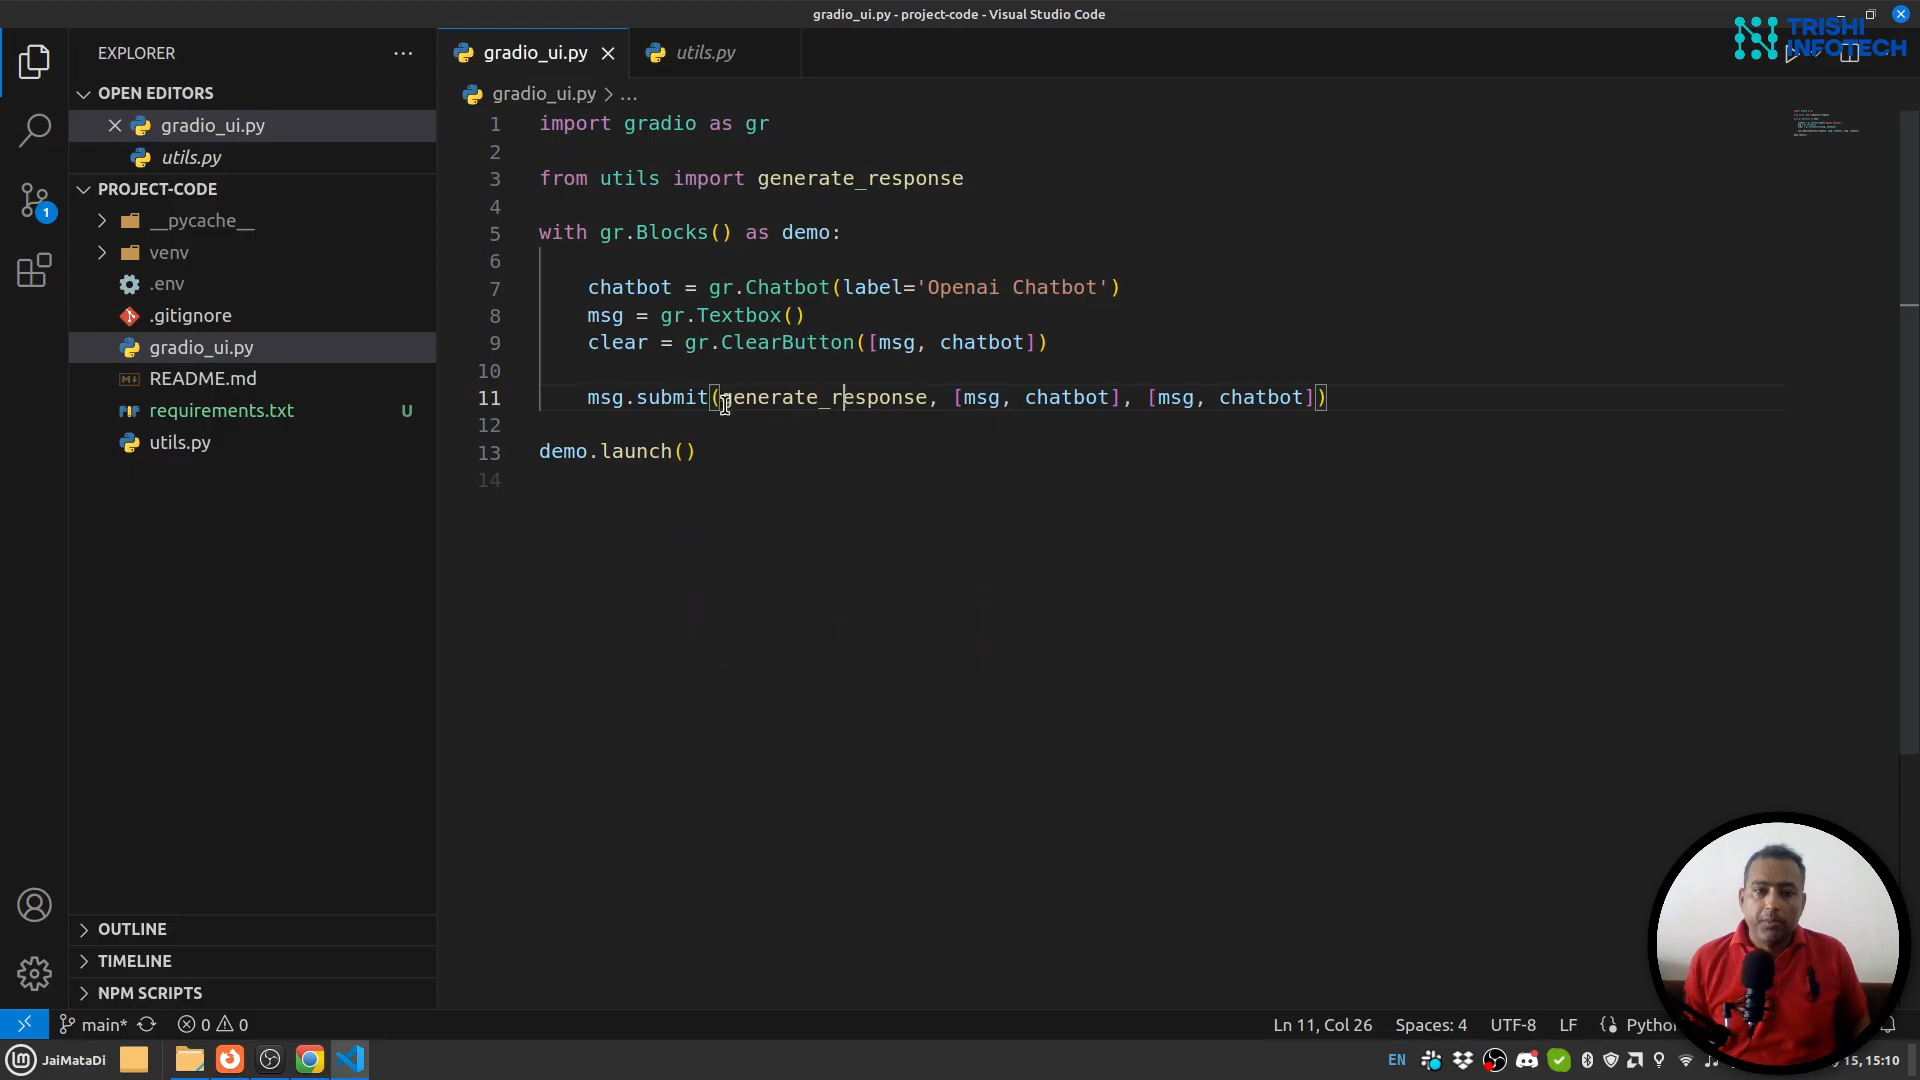 gradio_ui.py - project-code - Visual Studio Code
TRISHI
INFOTECH
EXPLORER
OPEN EDITORS
gradio_ui.py
utils.py
PROJECT-CODE
__pycache__
venv
.env
.gitignore
gradio_ui.py
README.md
requirements.txt U
utils.py
OUTLINE
TIMELINE
NPM SCRIPTS
1
gradio_ui.py
utils.py
gradio_ui.py > ...
1 import gradio as gr
2
3 from utils import generate_response
4
5 with gr.Blocks() as demo:
6
7 chatbot = gr.Chatbot(label='Openai Chatbot')
8 msg = gr.Textbox()
9 clear = gr.ClearButton([msg, chatbot])
10
11 msg.submit(generate_response, [msg, chatbot], [msg, chatbot])
12
13 demo.launch()
14
main* 0 0
Ln 11, Col 26 Spaces: 4 UTF-8 LF {} Python
JaiMataDi
EN
15, 15:10